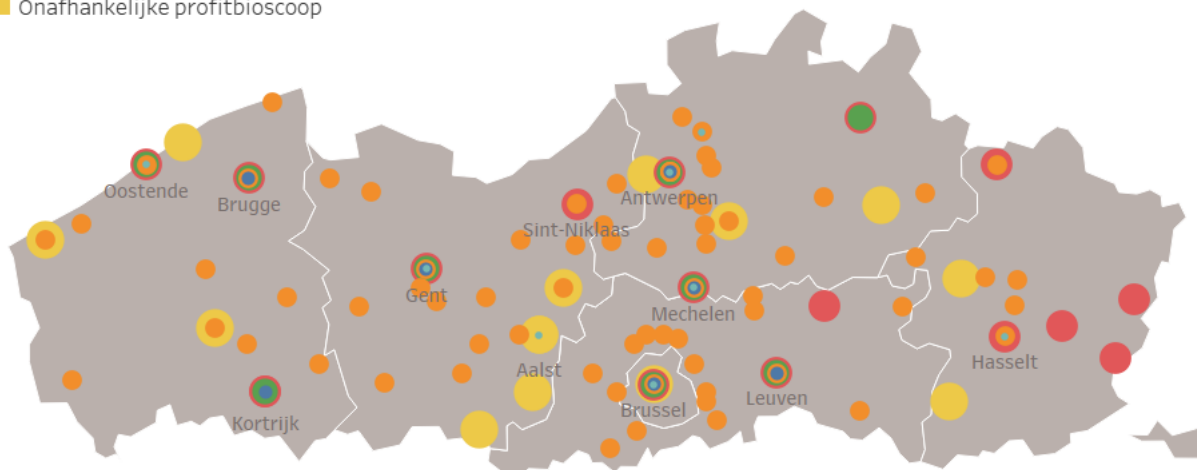 Onafhankelijke profitbioscoop
Oostende
Brugge
Antwerpen
Sint-Niklaas
Gent
Mechelen
Aalst
Hasselt
Brussel
Leuven
Kortrijk